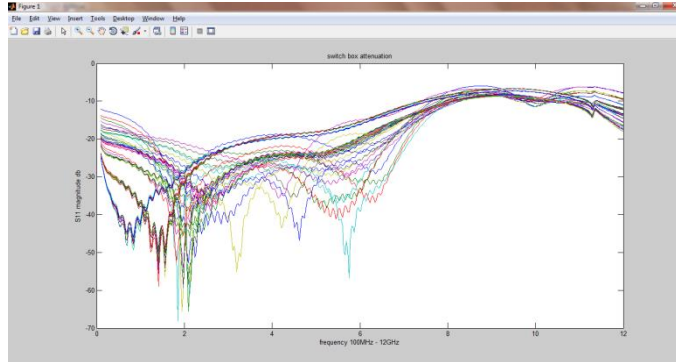 Figure 1
File Edit View Insert Tools Desktop Window Help
switch box attenuation
0
-10
-20
-30
-40
-50
-60
-70
S11 magnitude db
0 2 4 6 8 10 12
frequency 100MHz - 12GHz